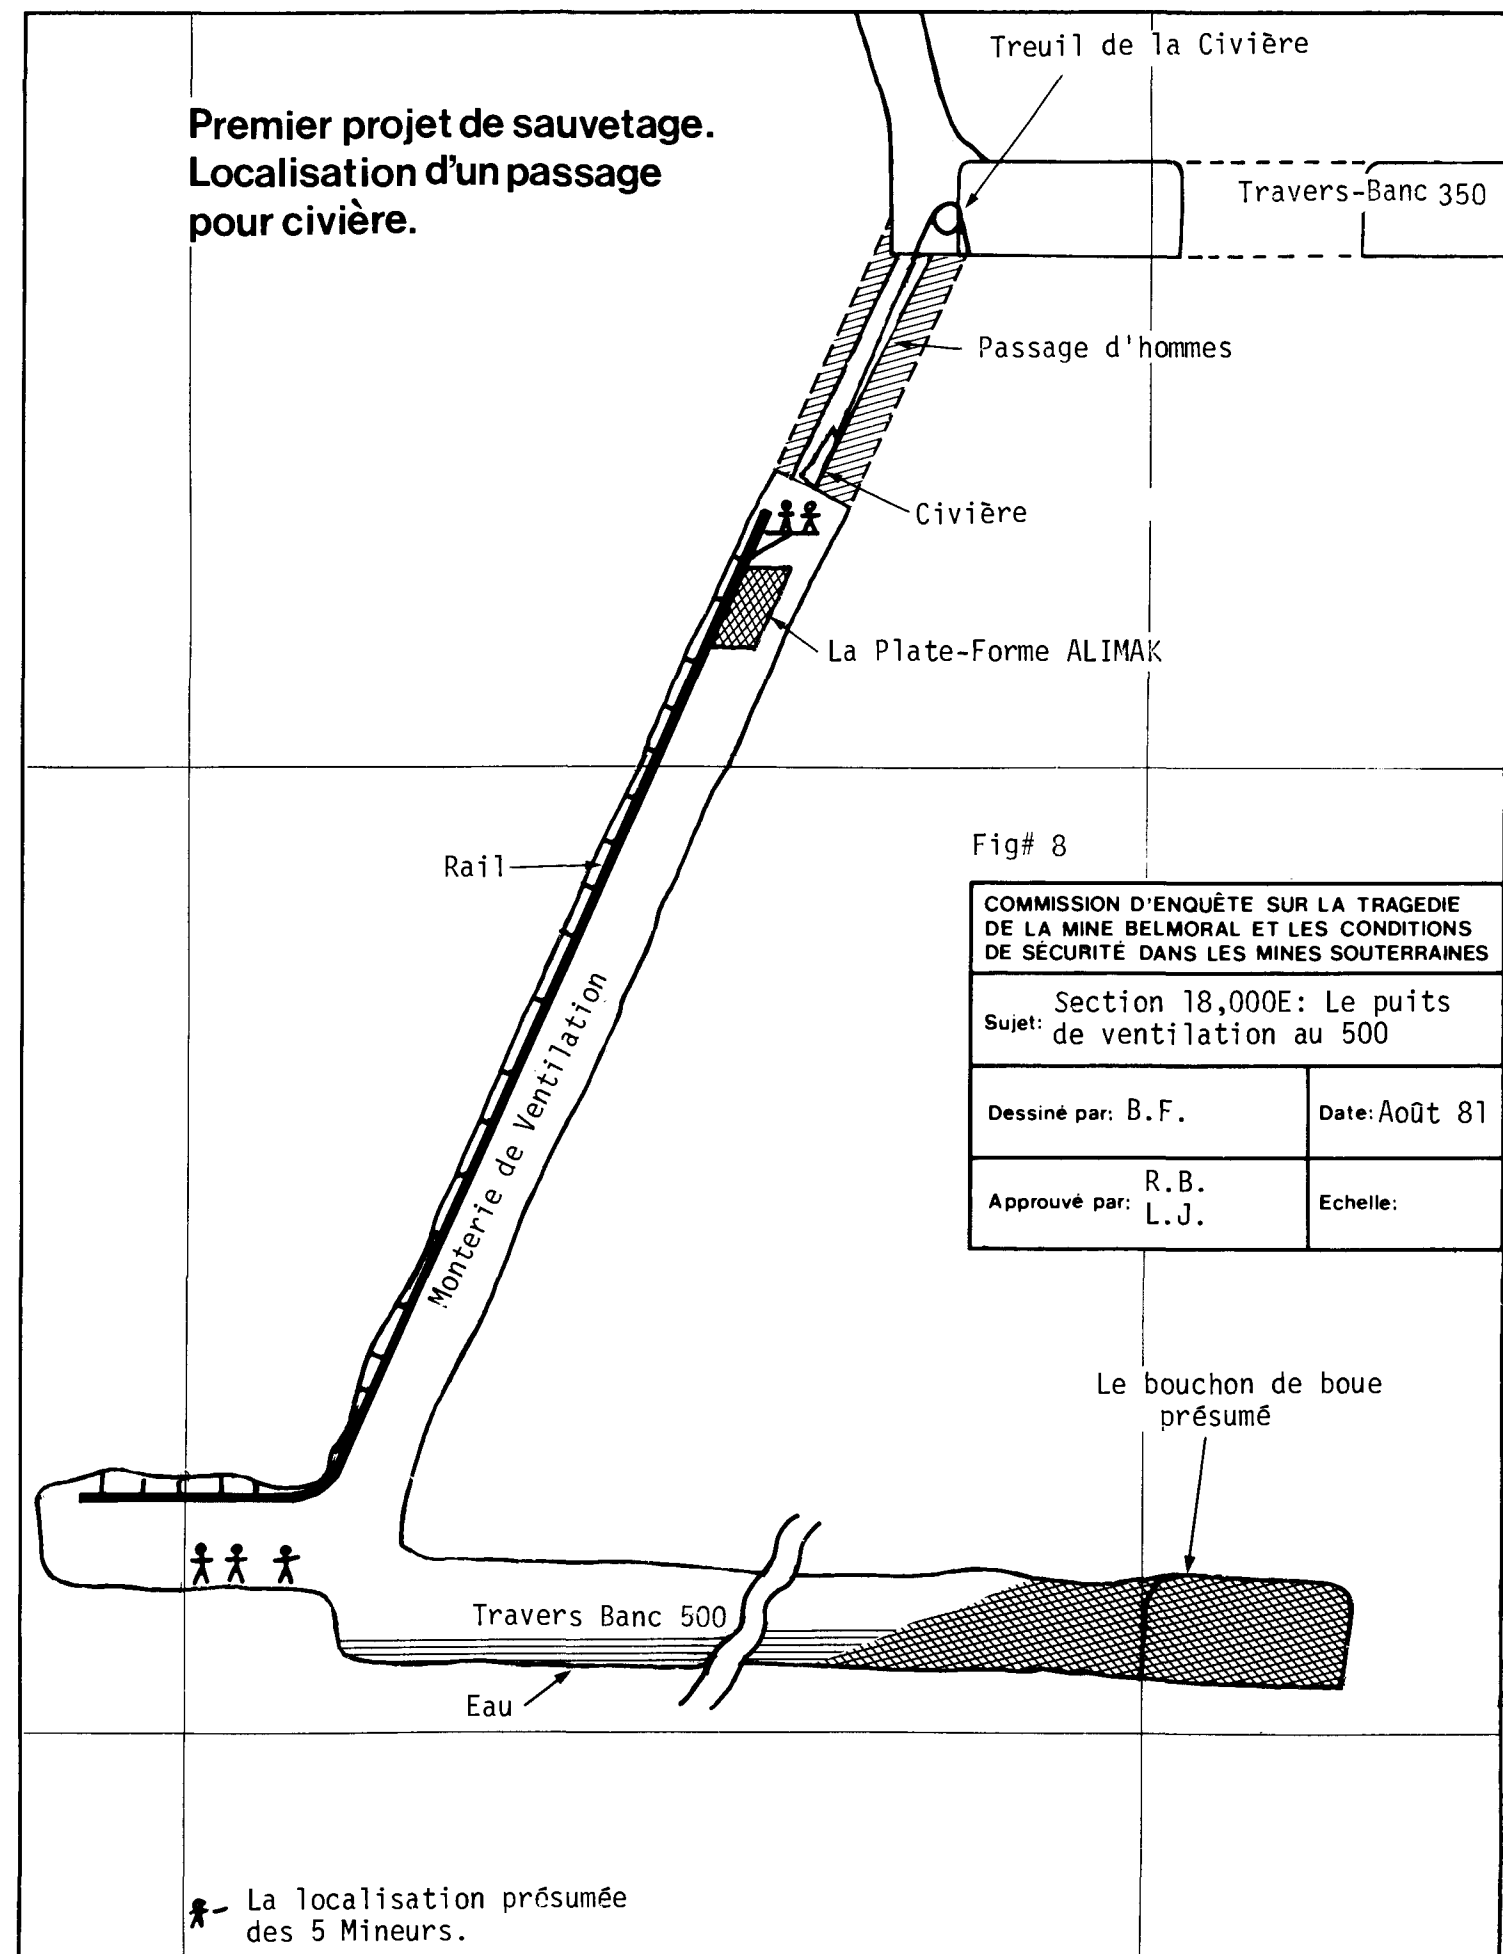 Treuil de la Civière
Premier projet de sauvetage.
Localisation d'un passage
pour civière.
Travers-Banc 350
Passage d'hommes
Civière
La Plate-Forme ALIMAK
Rail
Fig# 8
COMMISSION D'ENQUÊTE SUR LA TRAGEDIE
DE LA MINE BELMORAL ET LES CONDITIONS
DE SÉCURITÉ DANS LES MINES SOUTERRAINES
Sujet: Section 18,000E: Le puits
de ventilation au 500
Dessiné par: B.F.
Date: Août 81
Approuvé par: R.B.
L.J.
Echelle:
Monterie de Ventilation
Le bouchon de boue
présumé
Travers Banc 500
Eau
La localisation présumée
des 5 Mineurs.